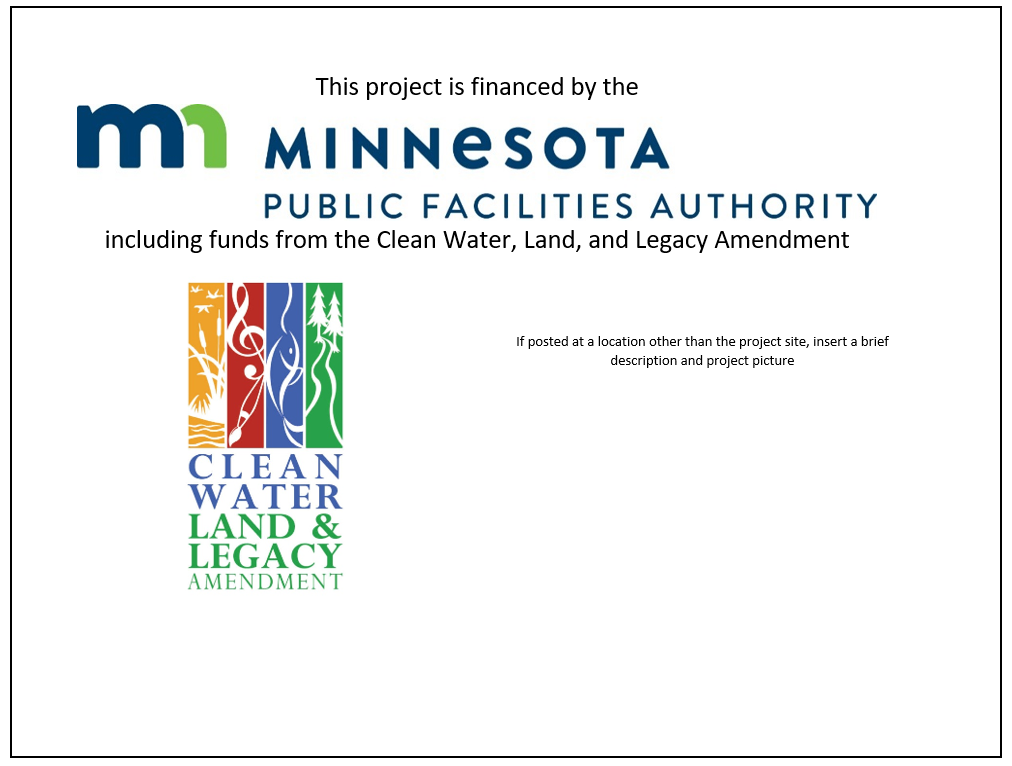 This project is financed by the
mn
MINNeSOTA
PUBLIC FACILITIES AUTHORITY
including funds from the Clean Water, Land, and Legacy Amendment
If posted at a location other than the project site, insert a brief
description and project picture
CLEAN
WATER
LAND &
LEGACY
AMENDMENT